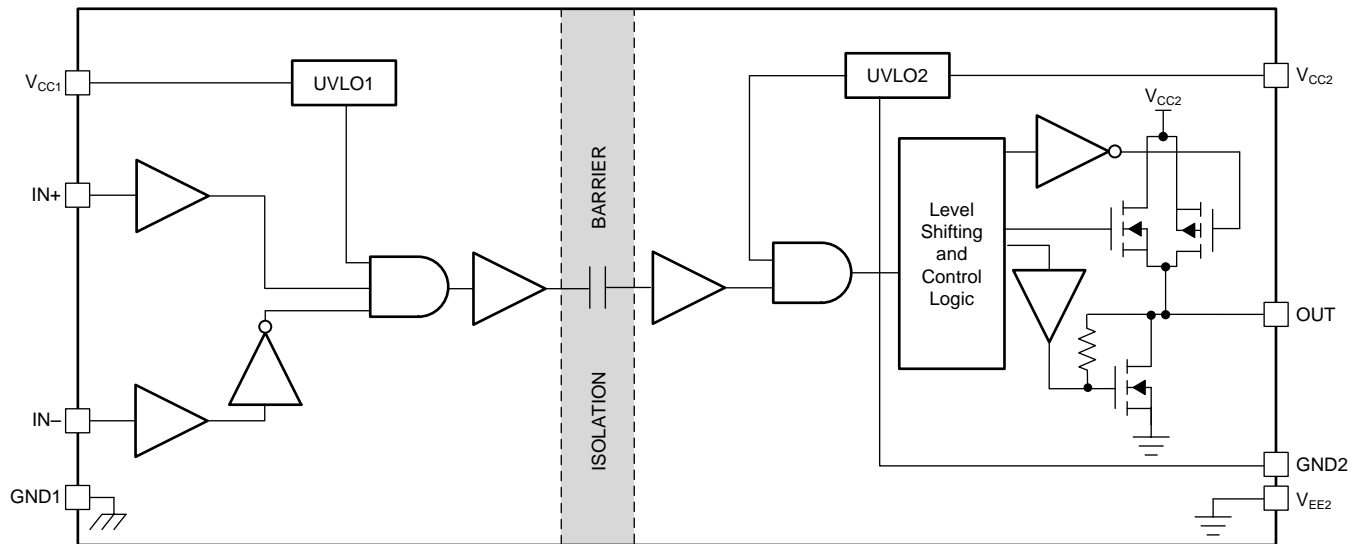 UVLO1
UVLO2
VCC1
VCC2
VCC2
IN+
BARRIER
Level
Shifting
and
Control
Logic
OUT
IN–
ISOLATION
GND2
GND1
VEE2